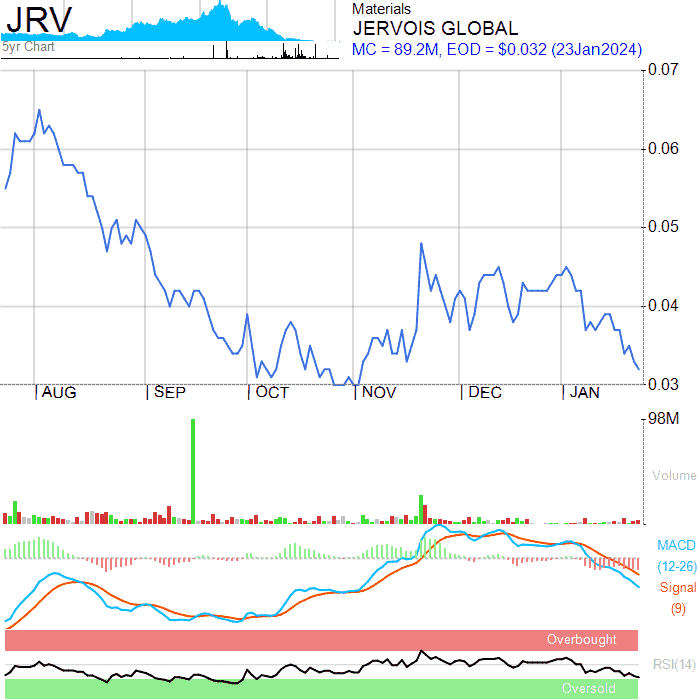 JRV
5yr Chart
Materials
JERVOIS GLOBAL
MC = 89.2M, EOD = $0.032 (23Jan2024)
0.07
0.06
0.05
0.04
0.03
AUG SEP OCT NOV DEC JAN
98M
Volume
MACD
(12-26)
Signal
(9)
Overbought
RSI(14)
Oversold